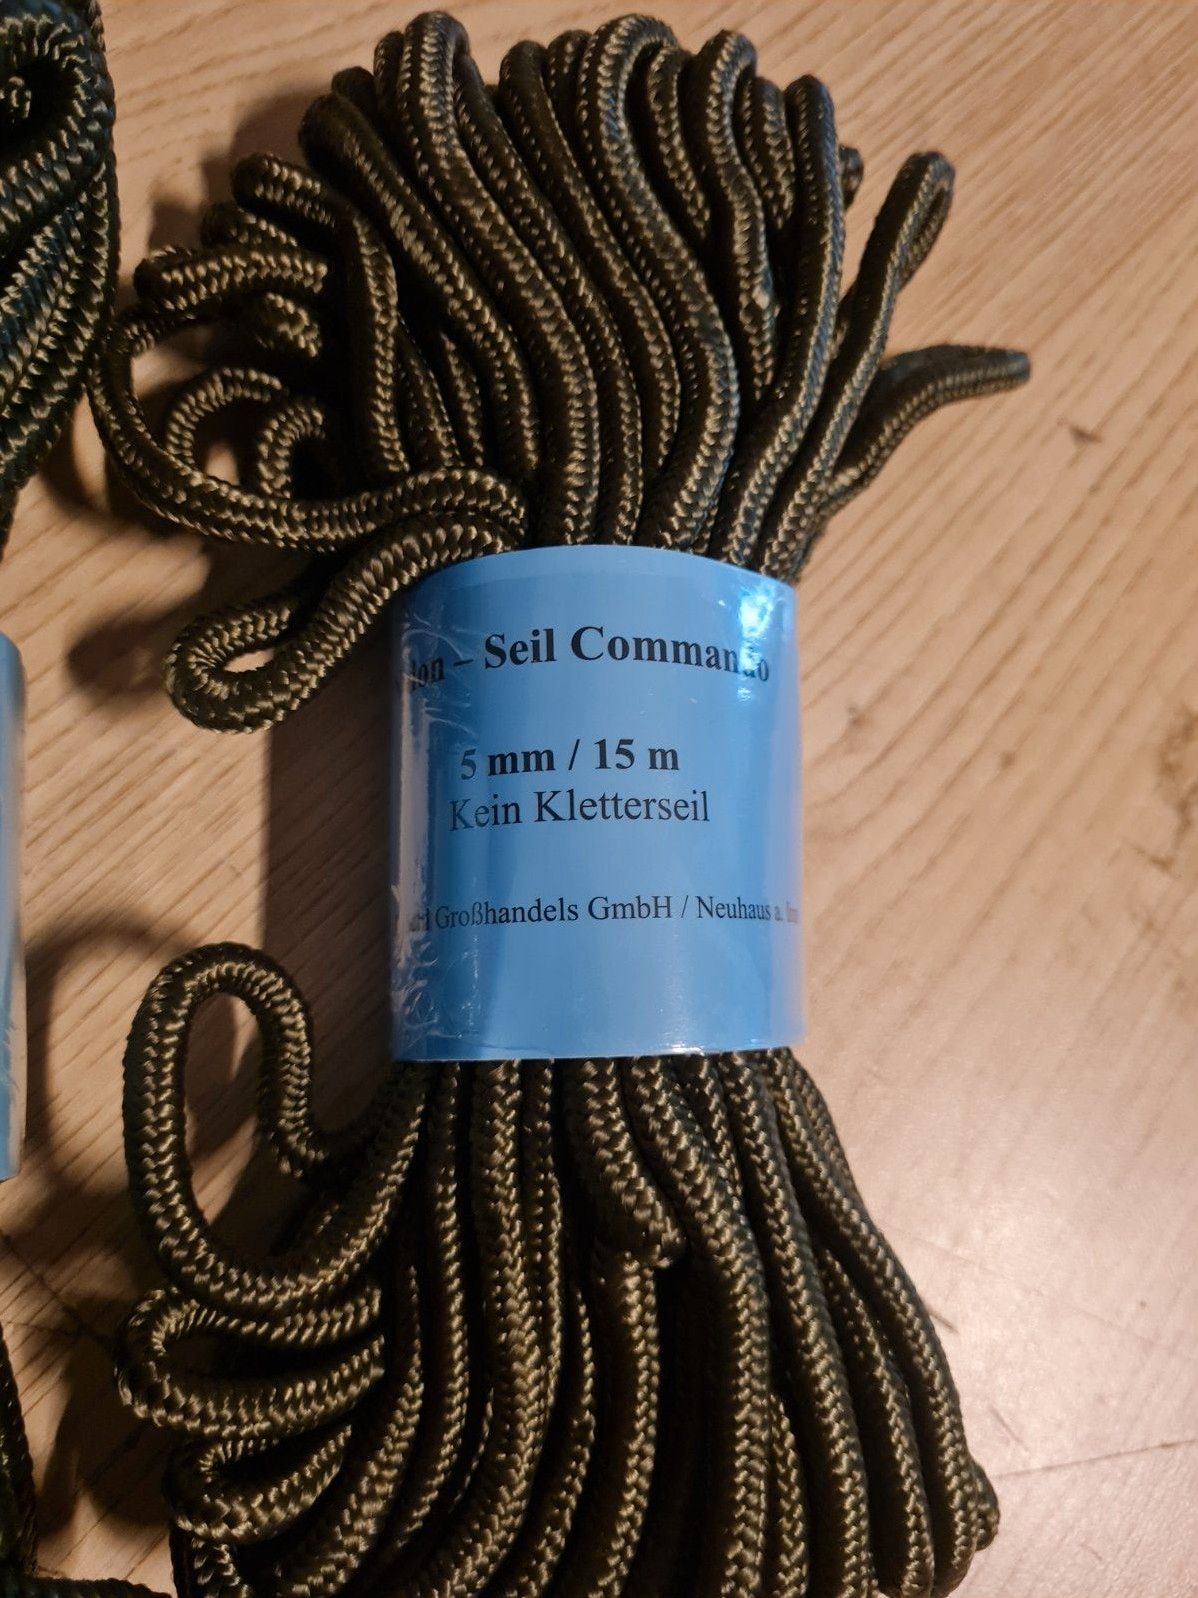 – Seil Commando
5 mm / 15 m
Kein Kletterseil
Großhandels GmbH / Neuhaus a.